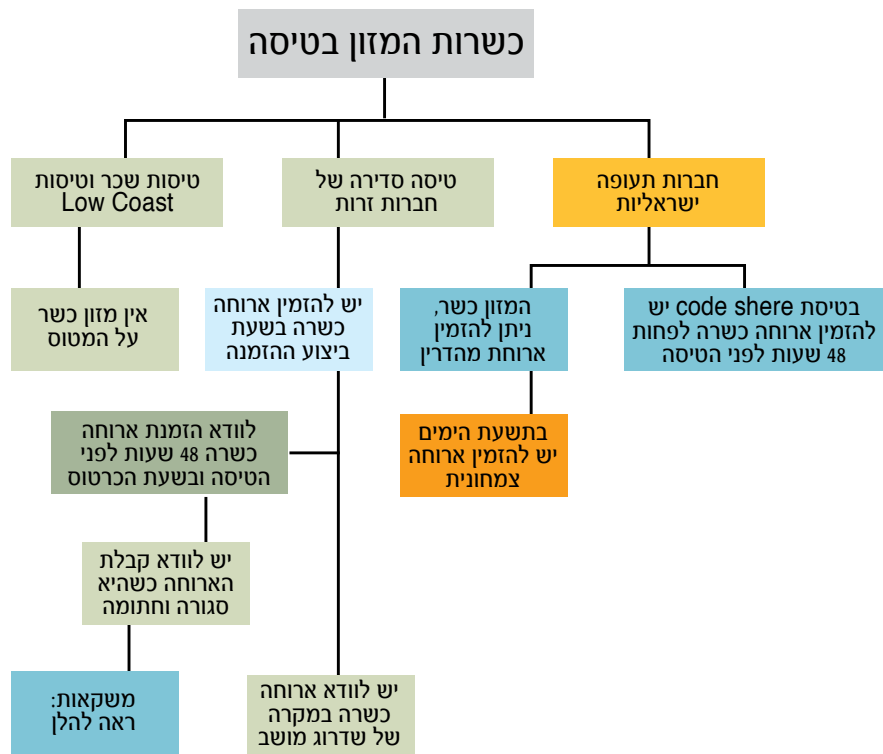 כשרות המזון בטיסה
חברות תעופה
ישראליות
טיסה סדירה של
חברות זרות
טיסות שכר וטיסות
Low Coast
בטיסת code shere יש
להזמין ארוחה כשרה לפחות
48 שעות לפני הטיסה
המזון כשר,
ניתן להזמין
ארוחת מהדרין
יש להזמין ארוחה
כשרה בשעת
ביצוע ההזמנה
אין מזון כשר
על המטוס
בתשעת הימים
יש להזמין ארוחה
צמחונית
לוודא הזמנת ארוחה
כשרה 48 שעות לפני
הטיסה ובשעת הכרטוס
יש לוודא קבלת
הארוחה כשהיא
סגורה וחתומה
יש לוודא ארוחה
כשרה במקרה
של שדרוג מושב
משקאות:
ראה להלן